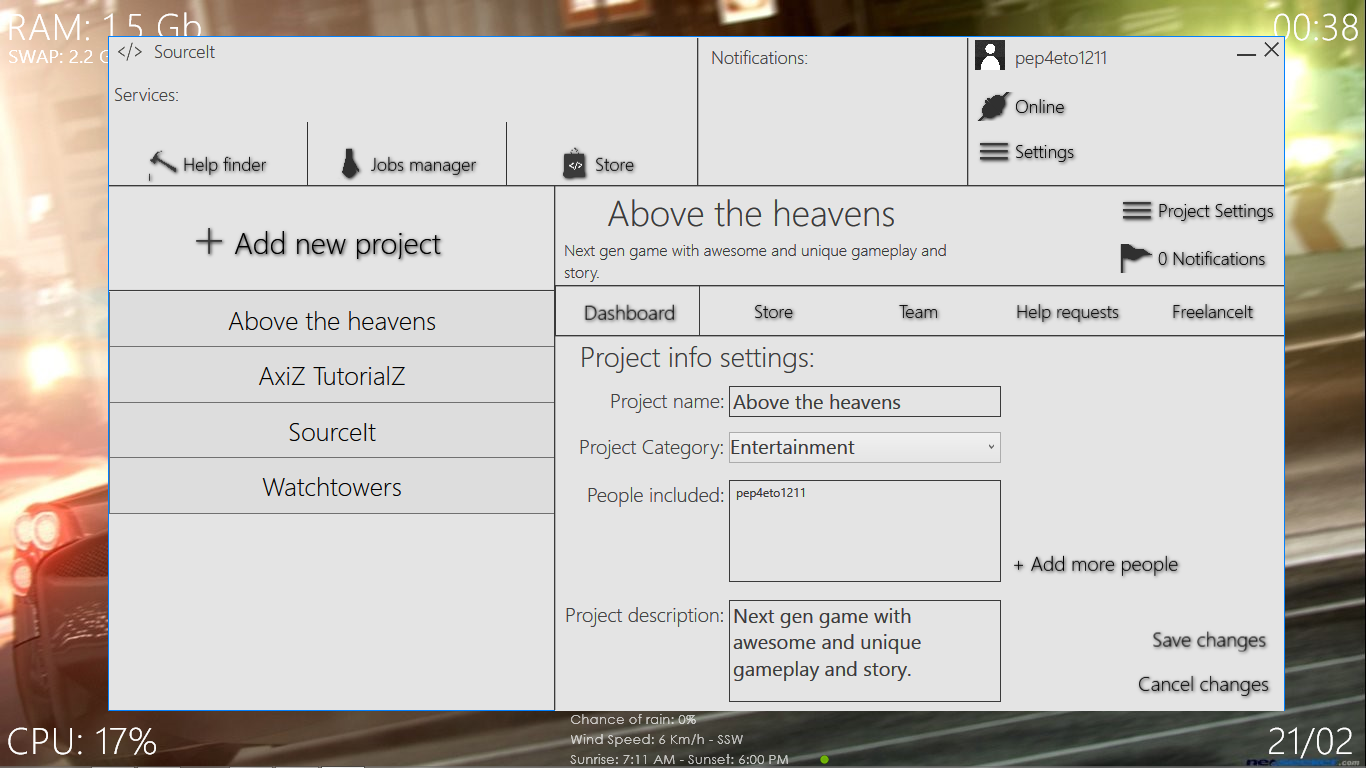 RAM: 1.5 Gb
00:38
SWAP: 2.2 G
</> SourceIt
Notifications:
pep4eto1211
Services:
Online
Settings
Help finder
Jobs manager
</>
Store
+ Add new project
Above the heavens
Project Settings
Next gen game with awesome and unique gameplay and
story.
0 Notifications
Dashboard
Store
Team
Help requests
FreelanceIt
Above the heavens
AxiZ TutorialZ
SourceIt
Watchtowers
Project info settings:
Project name: Above the heavens
Project Category: Entertainment
People included: pep4eto1211
+ Add more people
Project description: Next gen game with
awesome and unique
gameplay and story.
Save changes
Cancel changes
CPU: 17%
Chance of rain: 0%
Wind Speed: 6 Km/h - SSW
Sunrise: 7:11 AM - Sunset: 6:00 PM
21/02